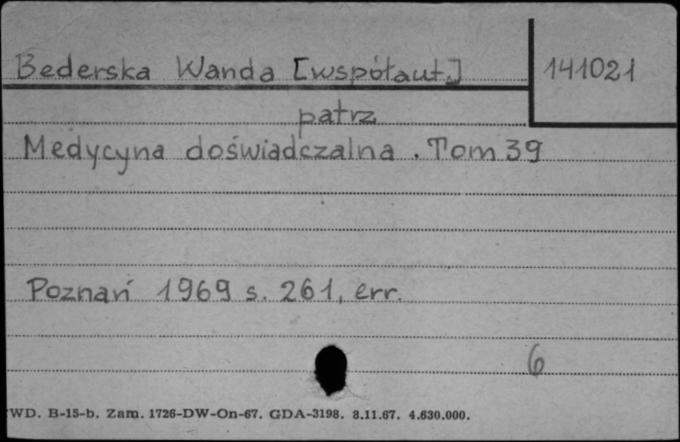 Bederska Wanda [współaut.] 141021
patrz
Medycyna doświadczalna. Tom 39
Poznań 1969 s. 261, err.
6
WD. B-15-b. Zam. 1726-DW-On-67. GDA-3198. 8.11.67. 4.630.000.